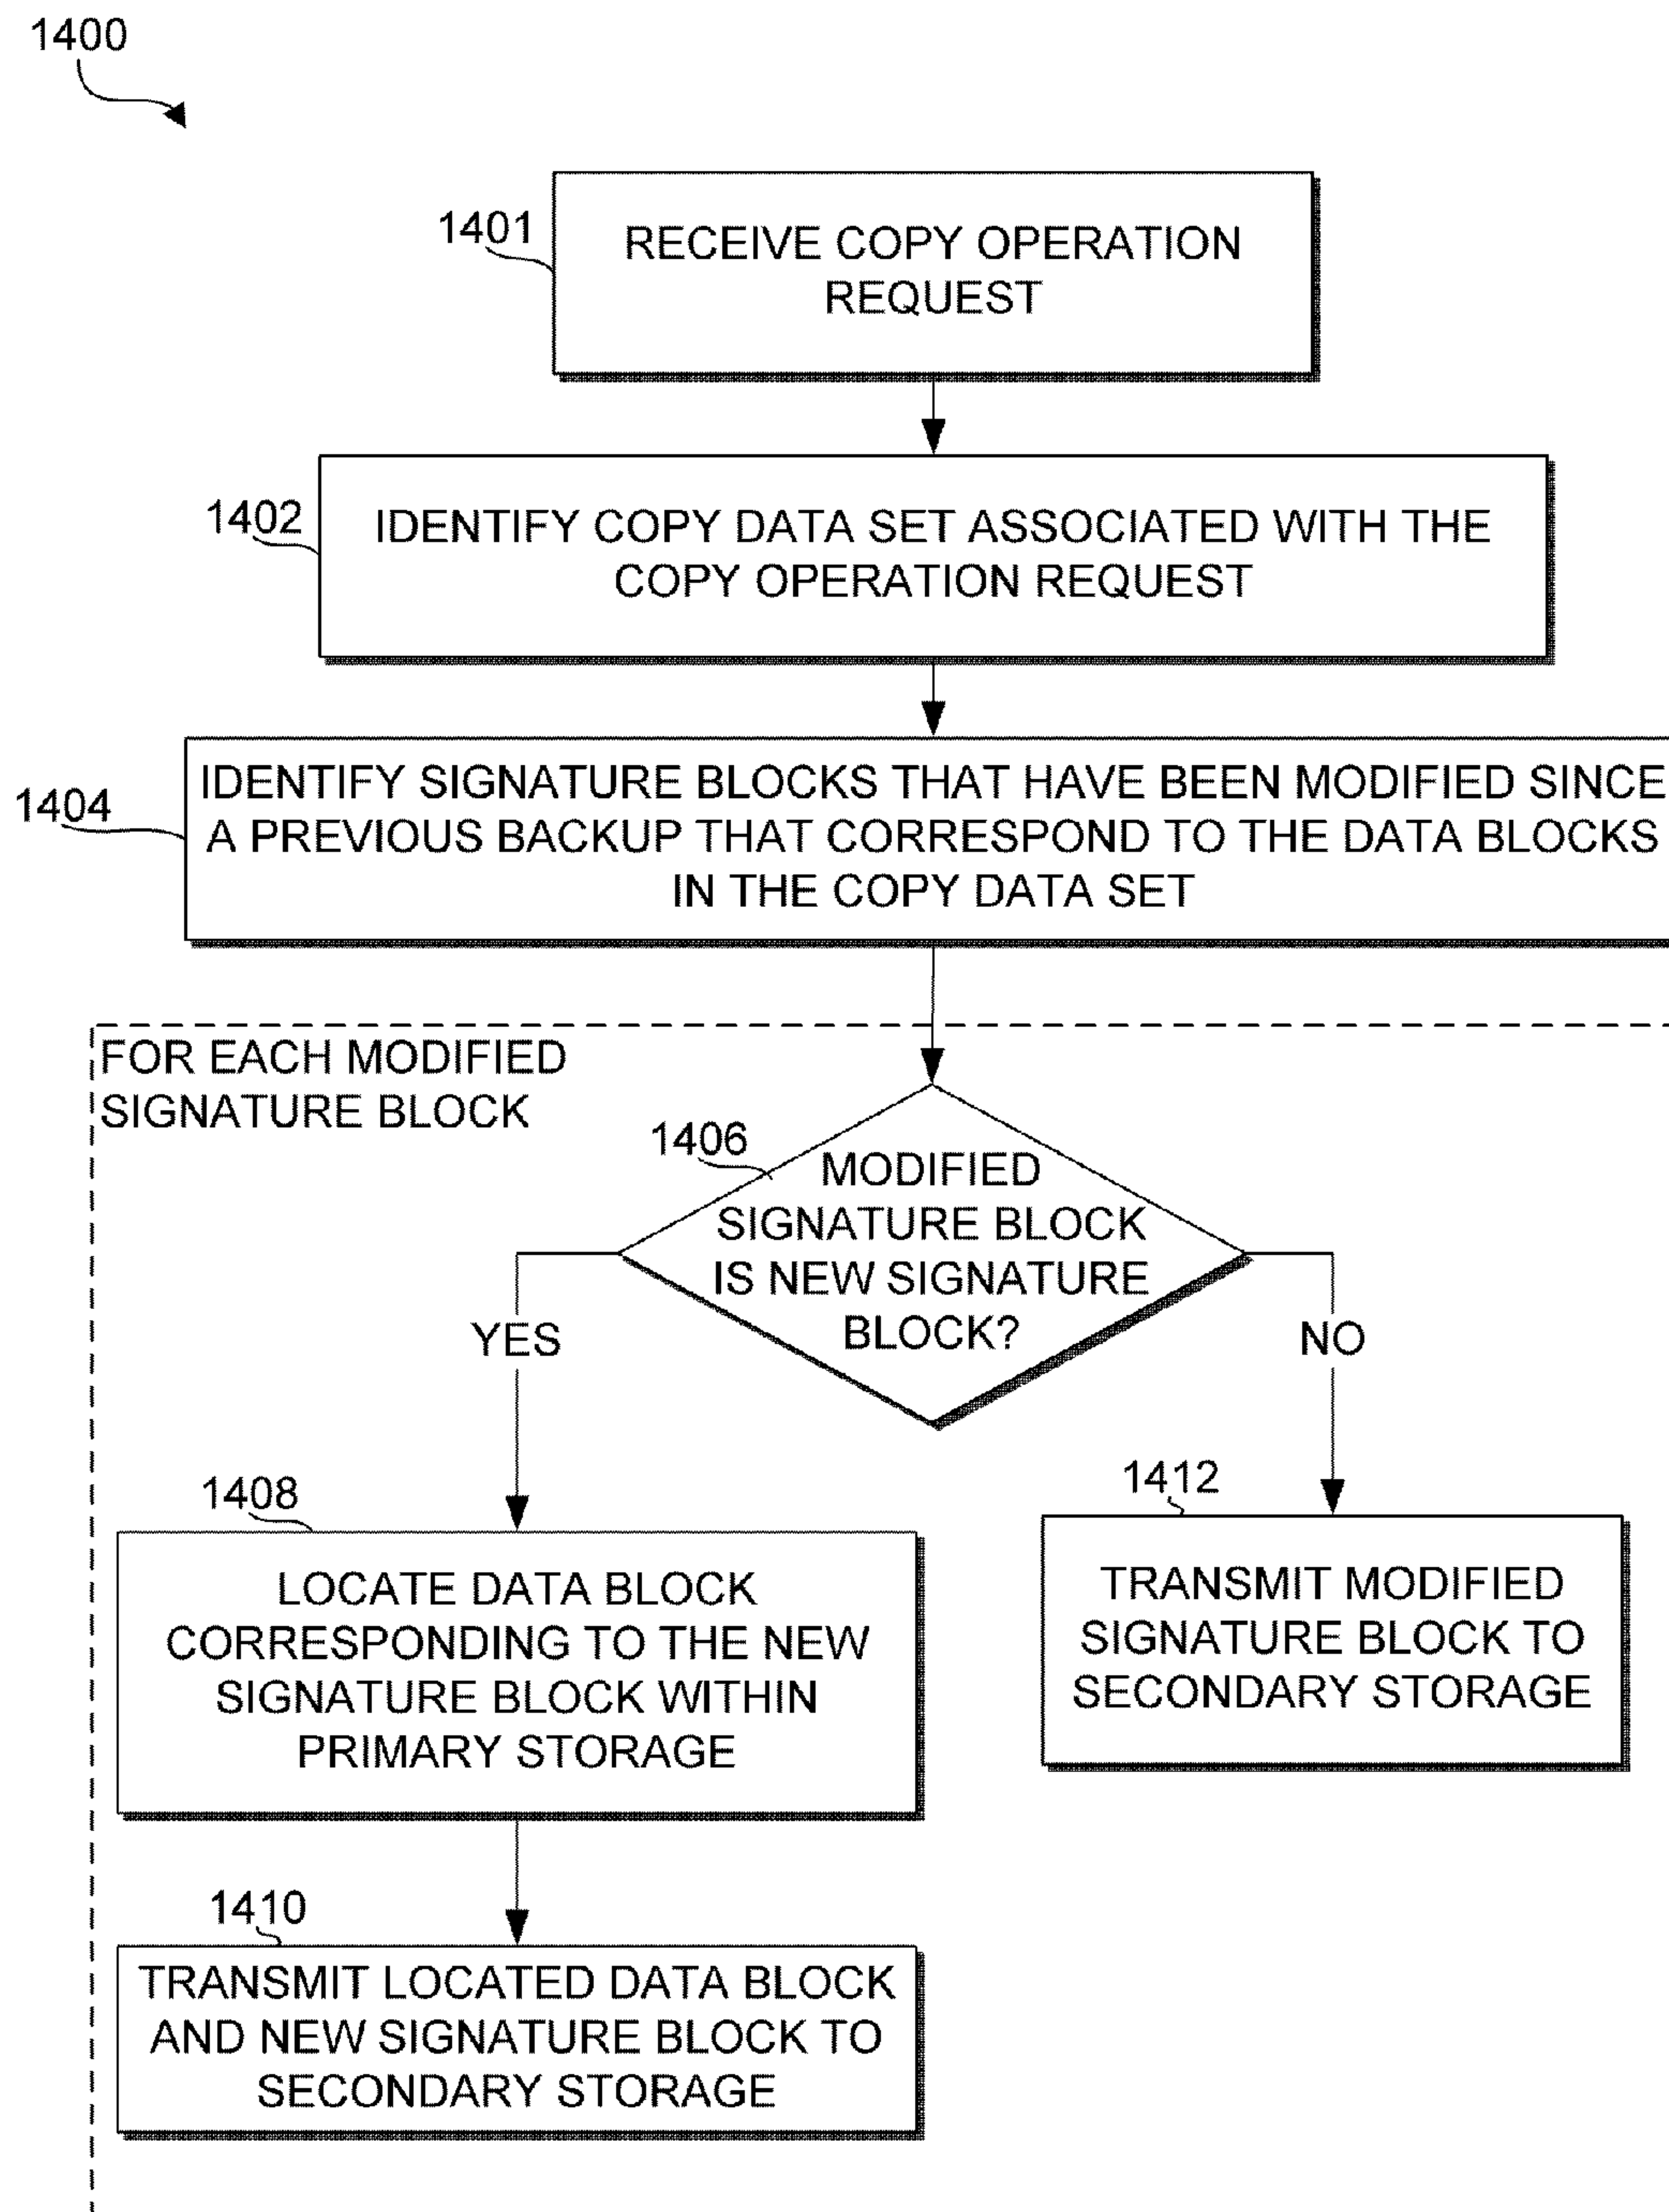 1400
1401
RECEIVE COPY OPERATION
REQUEST
1402
IDENTIFY COPY DATA SET ASSOCIATED WITH THE
COPY OPERATION REQUEST
1404
IDENTIFY SIGNATURE BLOCKS THAT HAVE BEEN MODIFIED SINCE
A PREVIOUS BACKUP THAT CORRESPOND TO THE DATA BLOCKS
IN THE COPY DATA SET
FOR EACH MODIFIED
SIGNATURE BLOCK
1406
MODIFIED
SIGNATURE BLOCK
IS NEW SIGNATURE
BLOCK?
YES
NO
1408
LOCATE DATA BLOCK
CORRESPONDING TO THE NEW
SIGNATURE BLOCK WITHIN
PRIMARY STORAGE
1412
TRANSMIT MODIFIED
SIGNATURE BLOCK TO
SECONDARY STORAGE
1410
TRANSMIT LOCATED DATA BLOCK
AND NEW SIGNATURE BLOCK TO
SECONDARY STORAGE